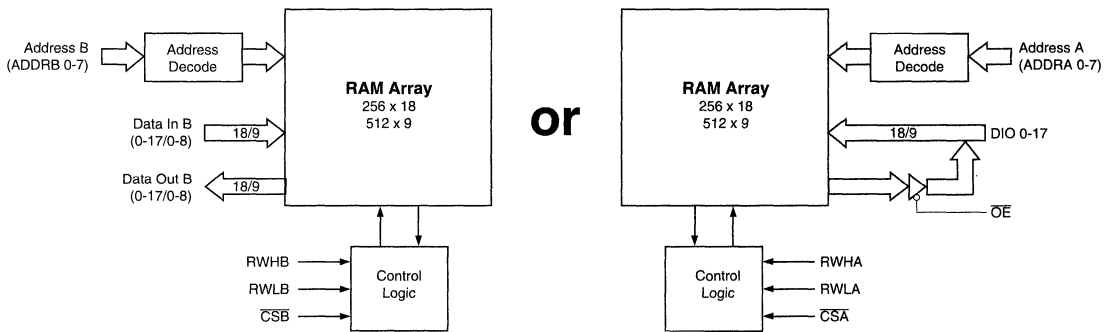 Address B
(ADDRB 0-7)
Address
Decode
RAM Array
256 x 18
512 x 9
Data In B
(0-17/0-8)
18/9
Data Out B
(0-17/0-8)
18/9
RWHB
RWLB
CSB
Control
Logic
or
RAM Array
256 x 18
512 x 9
Address
Decode
Address A
(ADDRA 0-7)
18/9
DIO 0-17
OE
Control
Logic
RWHA
RWLA
CSA